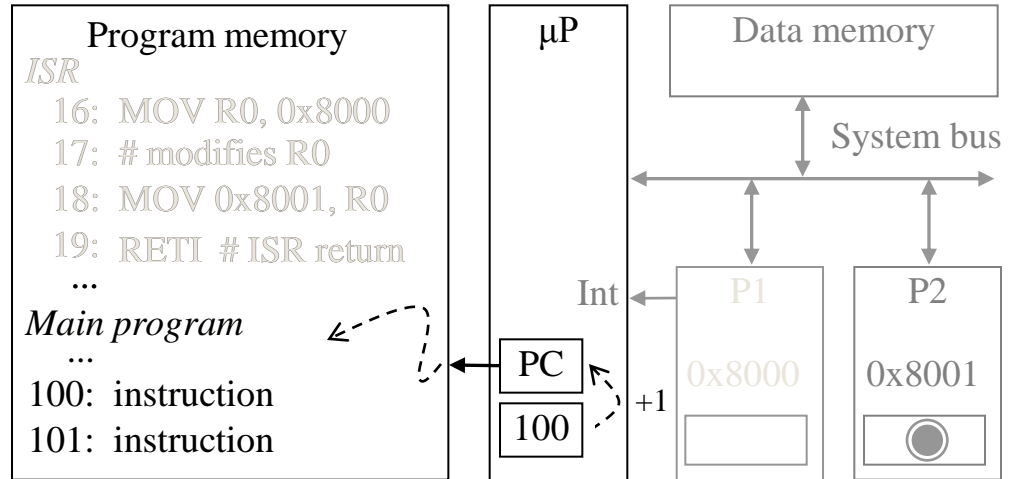 Program memory
ISR
16: MOV R0, 0x8000
17: # modifies R0
18: MOV 0x8001, R0
19: RETI # ISR return
...
Main program
...
100: instruction
101: instruction
μP
Int
PC
100
+1
Data memory
System bus
P1
0x8000
P2
0x8001